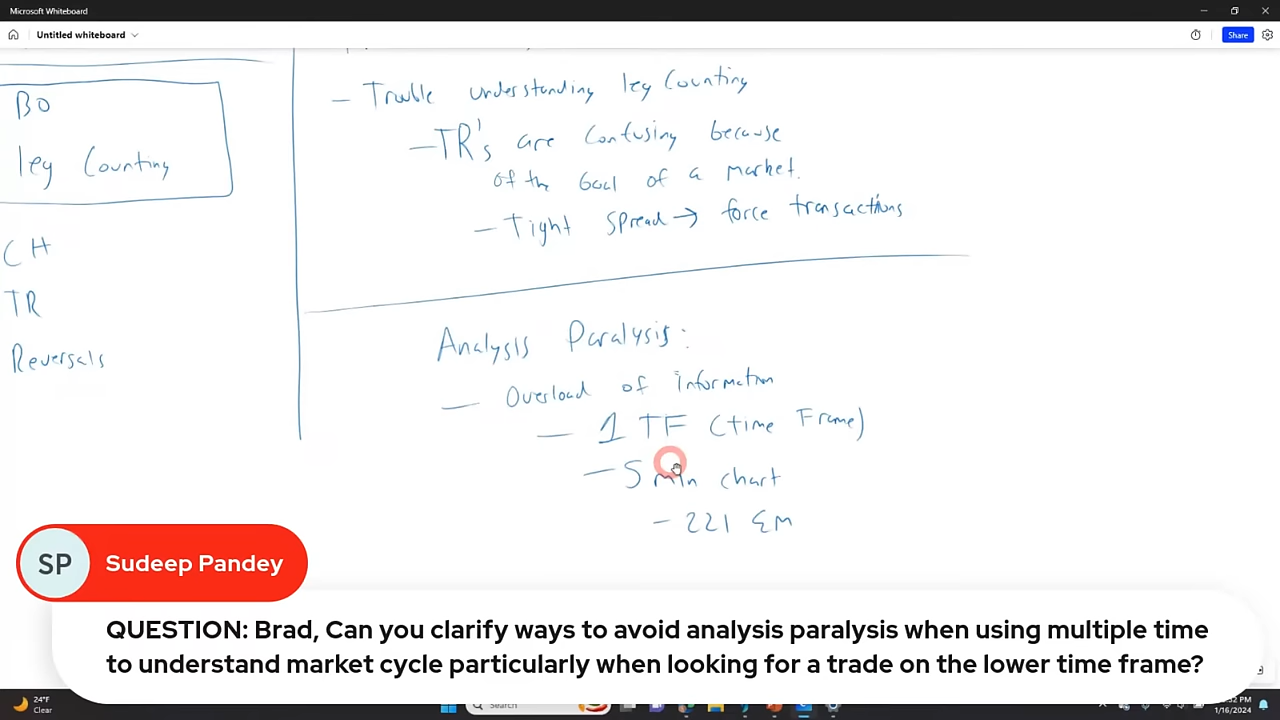 Microsoft Whiteboard
Untitled whiteboard
Share
BO
leg Counting
CH
TR
Reversals
— Trouble understanding leg Counting
— TR's are confusing because
of the Goal of a market.
— Tight spread → force transactions
Analysis Paralysis:
— Overload of information
— 1 TF (time Frame)
— 5 min chart
— 221 EM
SP
Sudeep Pandey
QUESTION: Brad, Can you clarify ways to avoid analysis paralysis when using multiple time
to understand market cycle particularly when looking for a trade on the lower time frame?
24°F
Clear
Search
1/16/2024